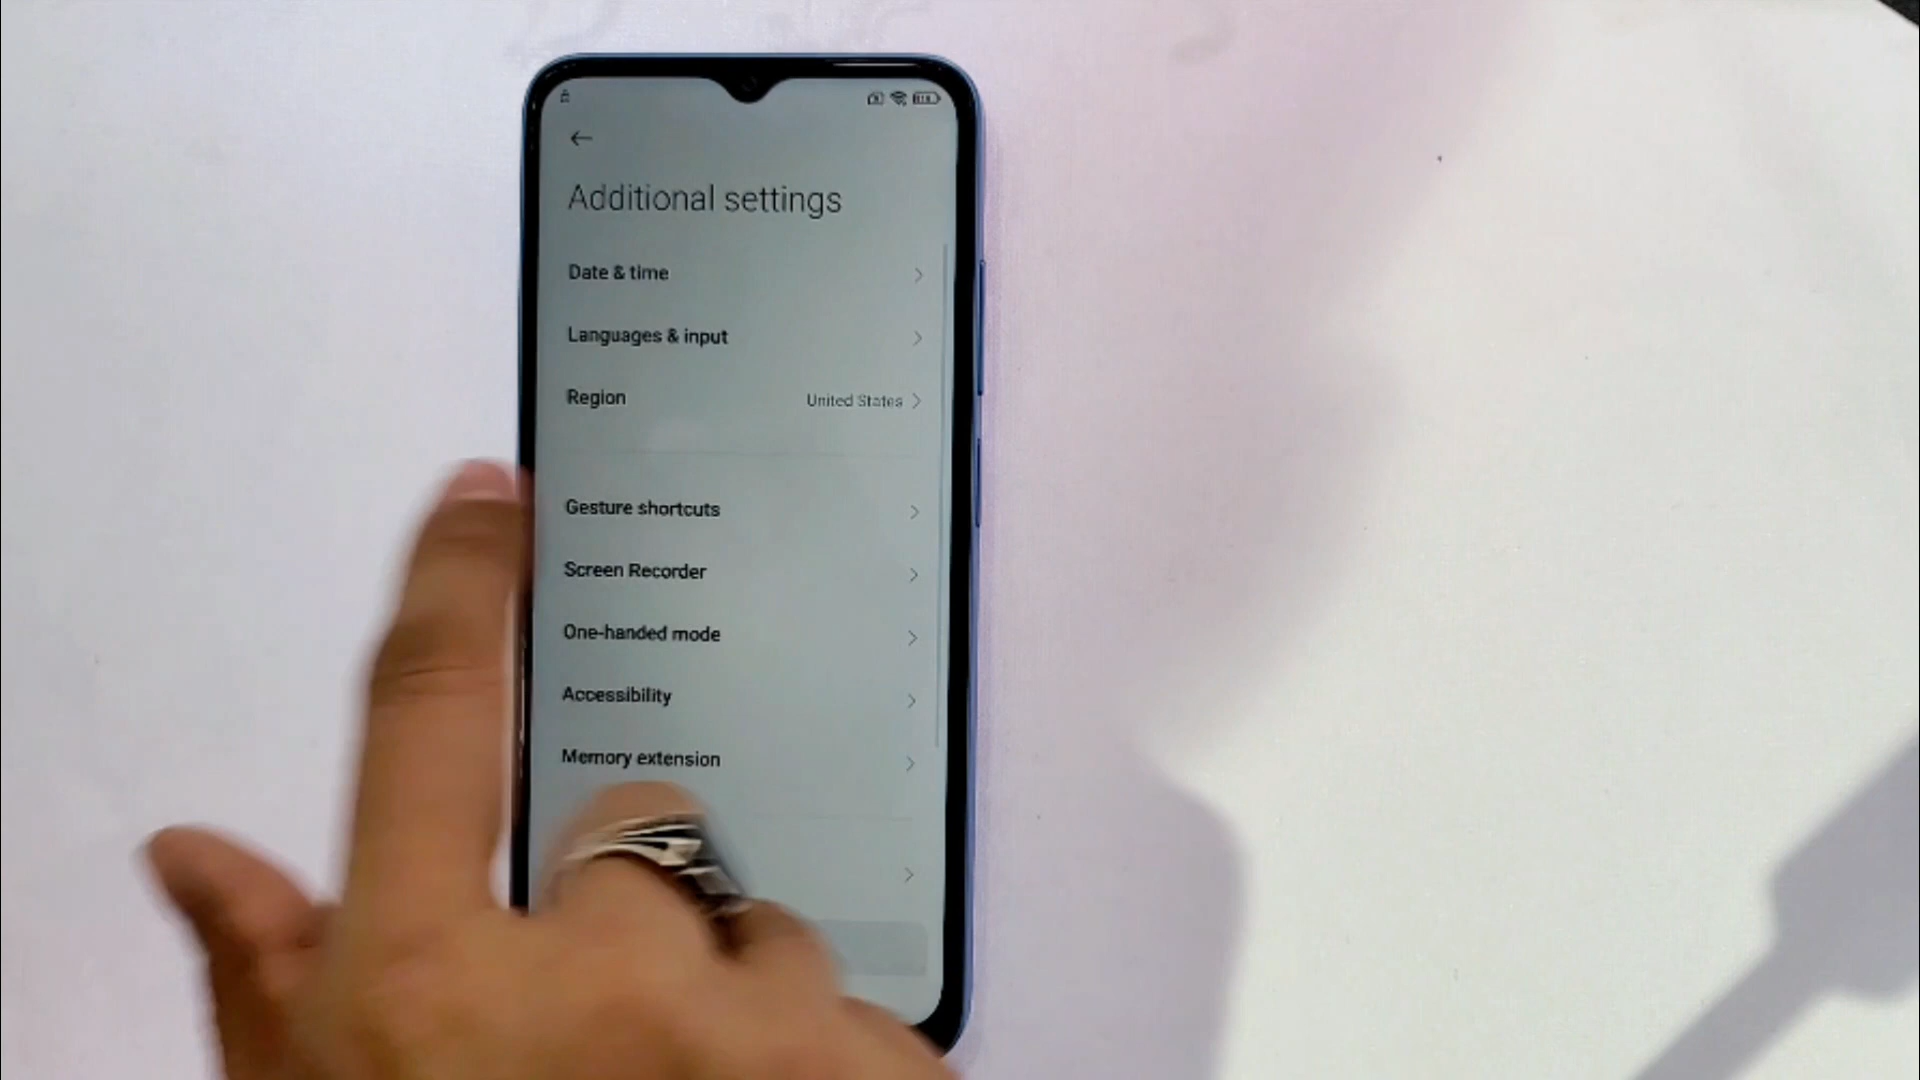 Additional settings
Date & time
Languages & input
Region United States
Gesture shortcuts
Screen Recorder
One-handed mode
Accessibility
Memory extension